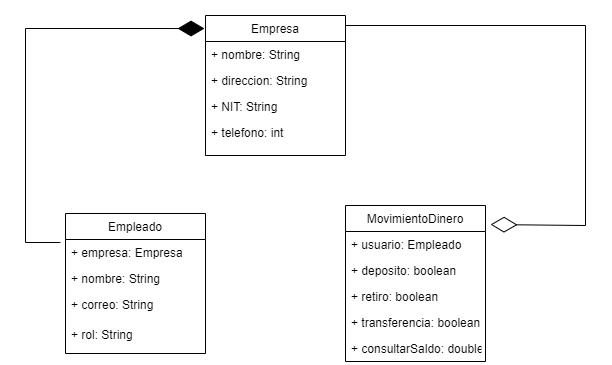 Empresa
+ nombre: String
+ direccion: String
+ NIT: String
+ telefono: int
Empleado
+ empresa: Empresa
+ nombre: String
+ correo: String
+ rol: String
MovimientoDinero
+ usuario: Empleado
+ deposito: boolean
+ retiro: boolean
+ transferencia: boolean
+ consultarSaldo: double